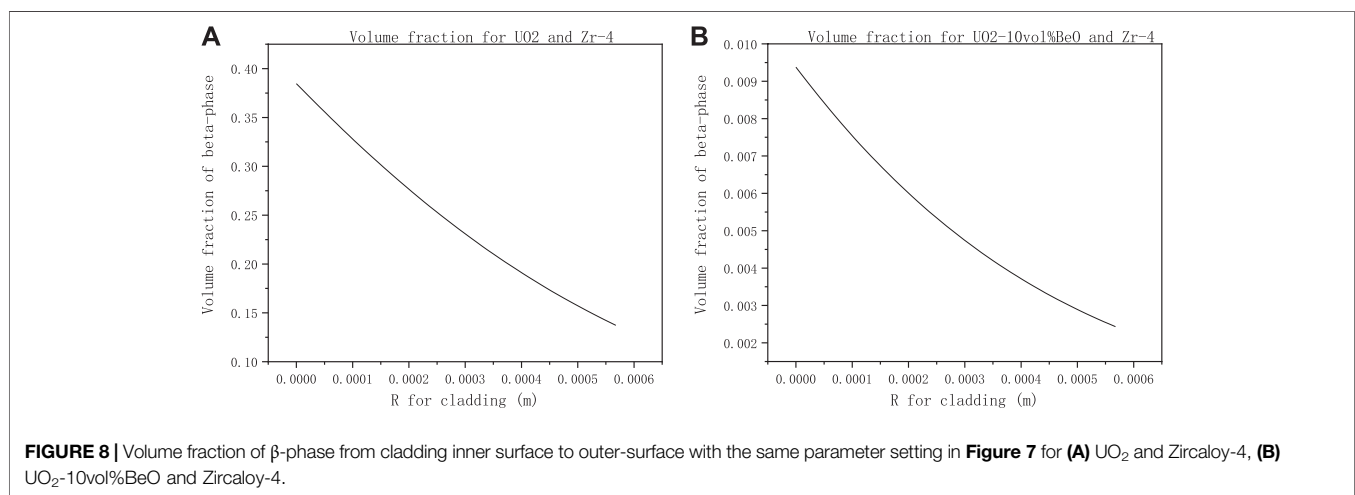 A
Volume fraction for UO2 and Zr-4
Volume fraction of beta-phase
0.40
0.35
0.30
0.25
0.20
0.15
0.10
0.0000 0.0001 0.0002 0.0003 0.0004 0.0005 0.0006
R for cladding (m)
B
Volume fraction for UO2-10vol%BeO and Zr-4
Volume fraction of beta-phase
0.010
0.009
0.008
0.007
0.006
0.005
0.004
0.003
0.002
0.0000 0.0001 0.0002 0.0003 0.0004 0.0005 0.0006
R for cladding (m)
FIGURE 8 | Volume fraction of β-phase from cladding inner surface to outer-surface with the same parameter setting in Figure 7 for (A) UO₂ and Zircaloy-4, (B)
UO₂-10vol%BeO and Zircaloy-4.